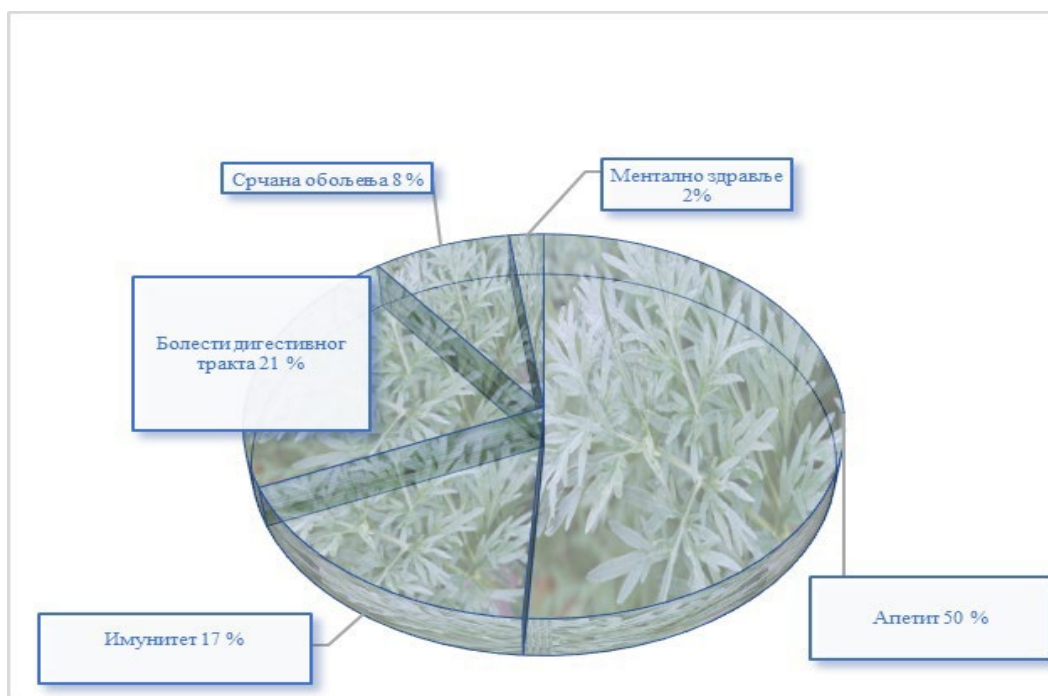 Срчана обољења 8 %
Ментално здравље
2%
Болести дигестивног
тракта 21 %
Имунитет 17 %
Апетит 50 %